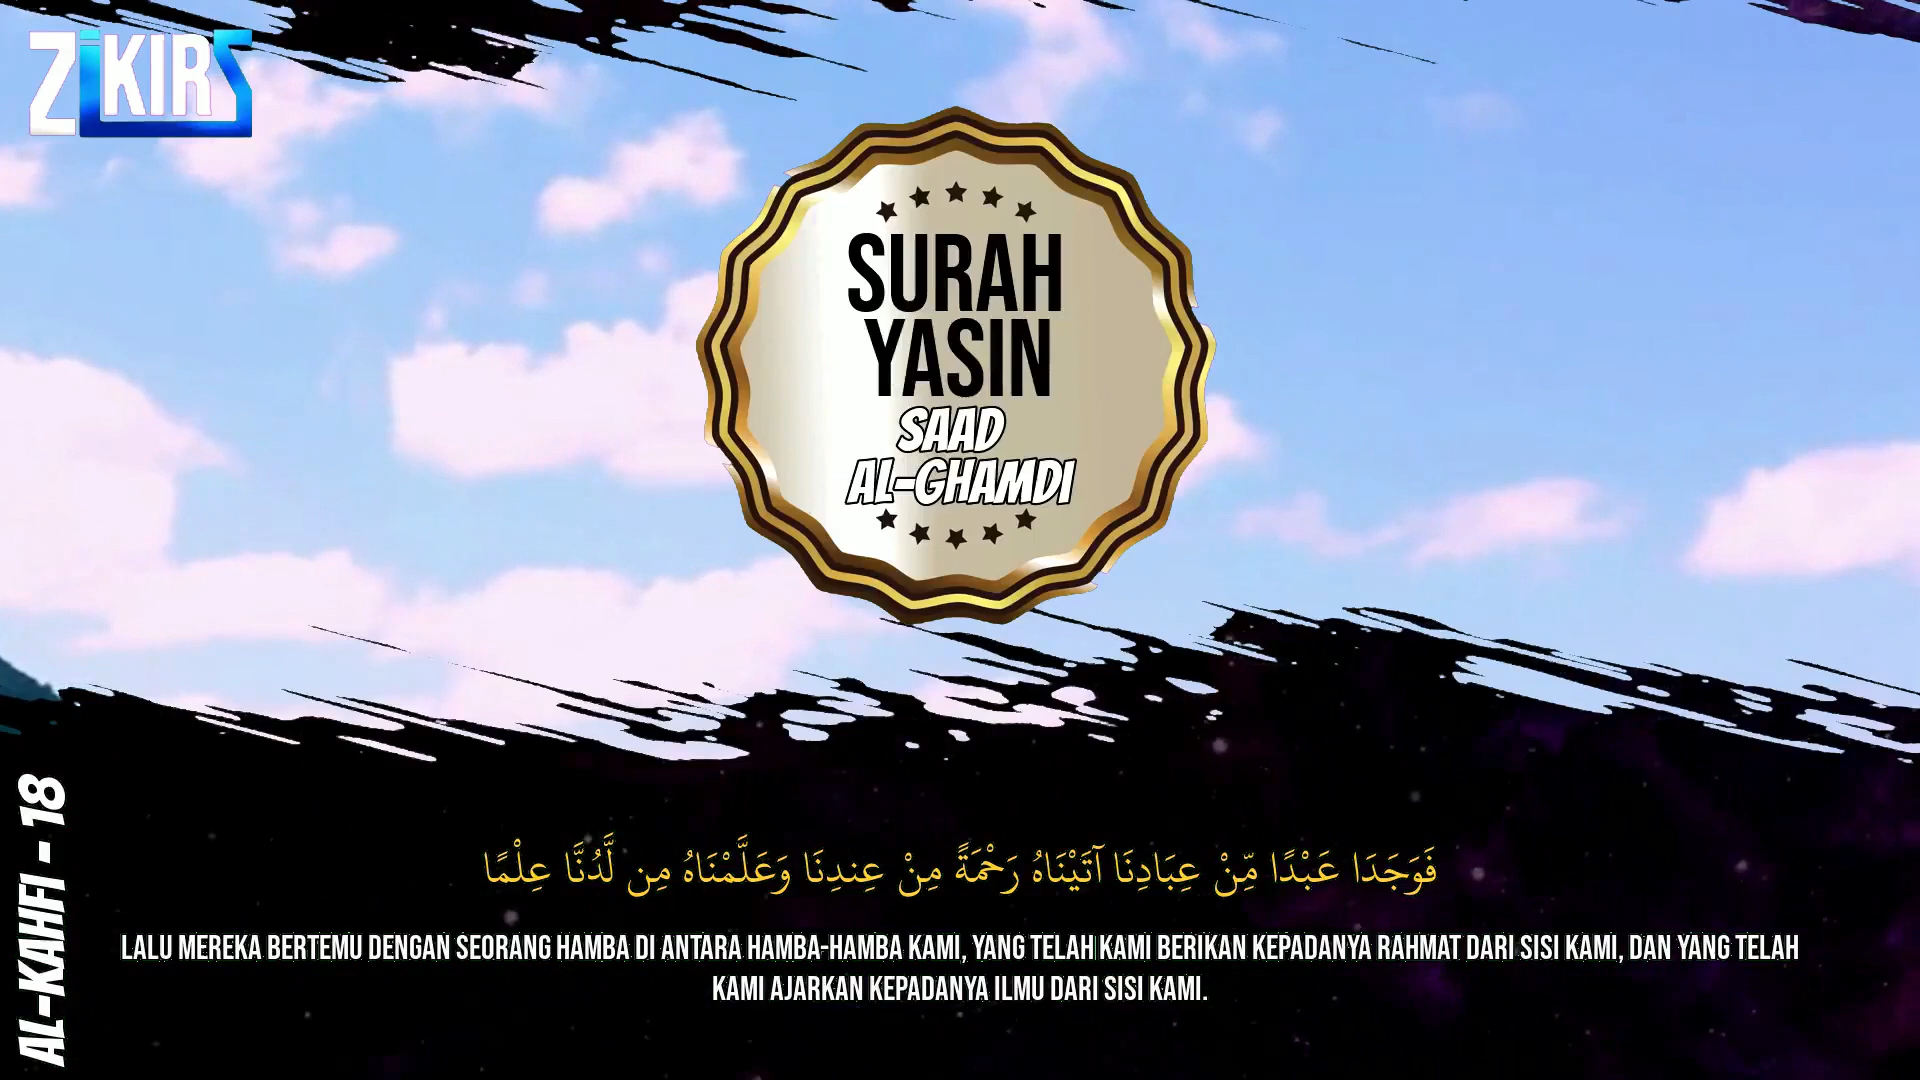 ZIKIRS
SURAH
YASIN
SAAD
AL-GHAMDI
AL-KAHFI - 18
فَوَجَدَا عَبْدًا مِّنْ عِبَادِنَا آتَيْنَاهُ رَحْمَةً مِنْ عِندِنَا وَعَلَّمْنَاهُ مِن لَّدُنَّا عِلْمًا
LALU MEREKA BERTEMU DENGAN SEORANG HAMBA DI ANTARA HAMBA-HAMBA KAMI, YANG TELAH KAMI BERIKAN KEPADANYA RAHMAT DARI SISI KAMI, DAN YANG TELAH
KAMI AJARKAN KEPADANYA ILMU DARI SISI KAMI.